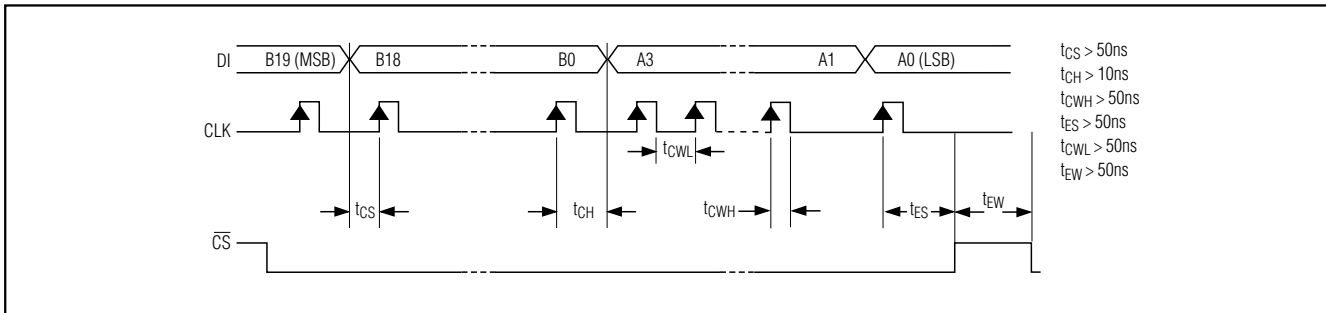 DI B19 (MSB) B18 B0 A3 A1 A0 (LSB)
CLK
tCWL
tCS tCH tCWH tES tEW
CS
tCS > 50ns
tCH > 10ns
tCWH > 50ns
tES > 50ns
tCWL > 50ns
tEW > 50ns